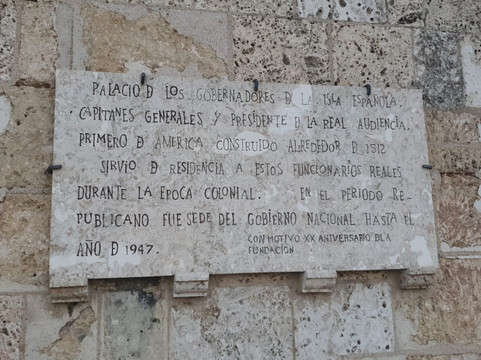 PALACIO D LOS GOBERNADORES D LA ISLA ESPAÑOLA.
CAPITANES GENERALES Y PRESIDENTE D LA REAL AUDIENCIA.
PRIMERO D AMERICA CONSTRUIDO ALREDEDOR D 1512
SIRVIO D RESIDENCIA A ESTOS FUNCIONARIOS REALES
DURANTE LA EPOCA COLONIAL. EN EL PERIODO RE-
PUBLICANO FUE SEDE DEL GOBIERNO NACIONAL HASTA EL
AÑO D 1947.
CON MOTIVO XX ANIVERSARIO DLA
FUNDACION